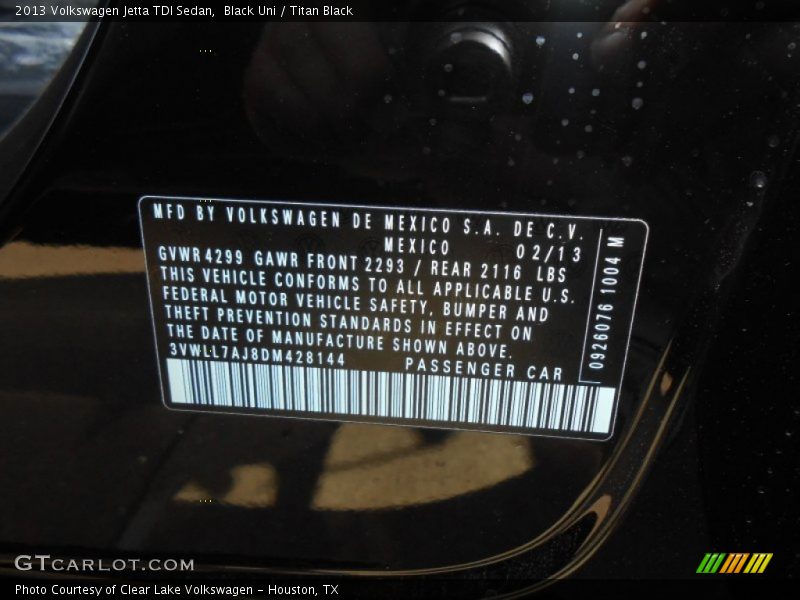 2013 Volkswagen Jetta TDI Sedan, Black Uni / Titan Black
MFD BY VOLKSWAGEN DE MEXICO S.A. DE C.V.
MEXICO 02/13
GVWR 4299 GAWR FRONT 2293 / REAR 2116 LBS
THIS VEHICLE CONFORMS TO ALL APPLICABLE U.S.
FEDERAL MOTOR VEHICLE SAFETY, BUMPER AND
THEFT PREVENTION STANDARDS IN EFFECT ON
THE DATE OF MANUFACTURE SHOWN ABOVE.
3VWLL7AJ8DM428144 PASSENGER CAR
0926076 1004 M
GTCARLOT.COM
Photo Courtesy of Clear Lake Volkswagen - Houston, TX